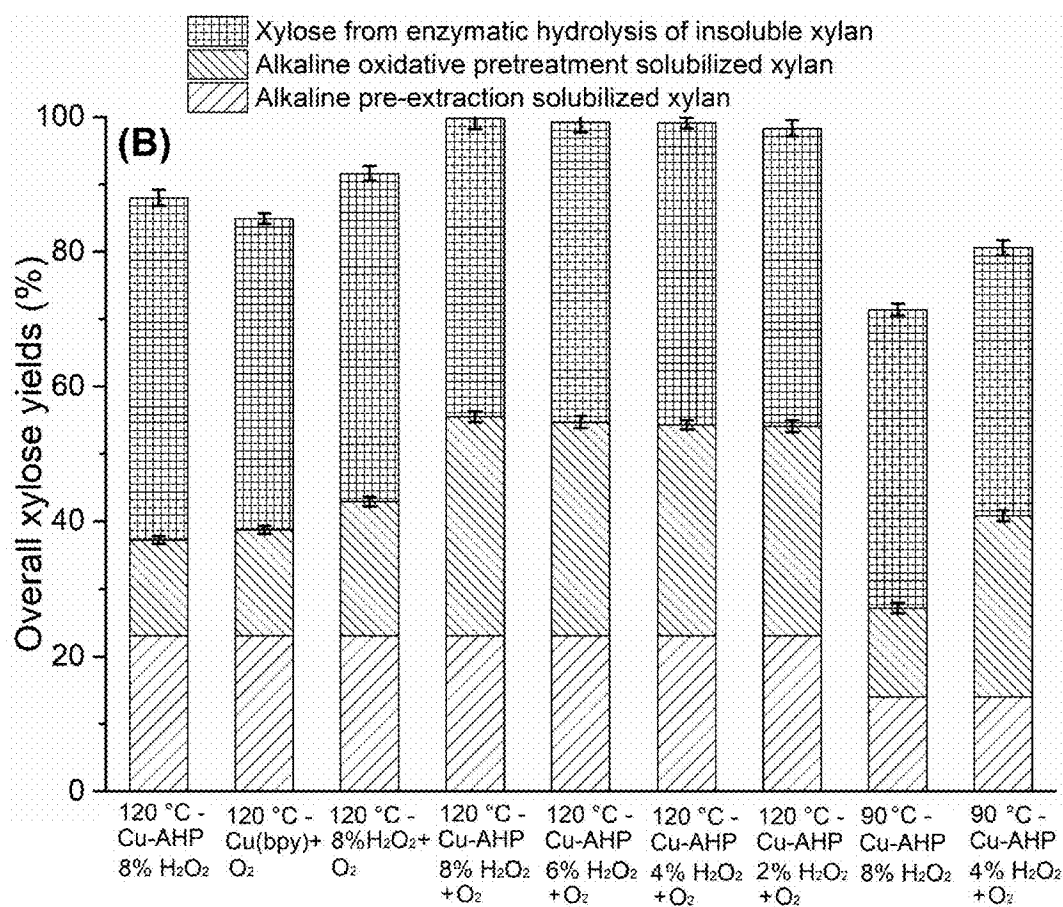 Xylose from enzymatic hydrolysis of insoluble xylan
Alkaline oxidative pretreatment solubilized xylan
Alkaline pre-extraction solubilized xylan
(B)
Overall xylose yields (%)
100
80
60
40
20
0
120 °C -
Cu-AHP
8% H₂O₂
120 °C -
Cu(bpy)+
O₂
120 °C -
8%H₂O₂+
O₂
120 °C -
Cu-AHP
8% H₂O₂
+O₂
120 °C -
Cu-AHP
6% H₂O₂
+O₂
120 °C -
Cu-AHP
4% H₂O₂
+O₂
120 °C -
Cu-AHP
2% H₂O₂
+O₂
90 °C -
Cu-AHP
8% H₂O₂
90 °C -
Cu-AHP
4% H₂O₂
+O₂